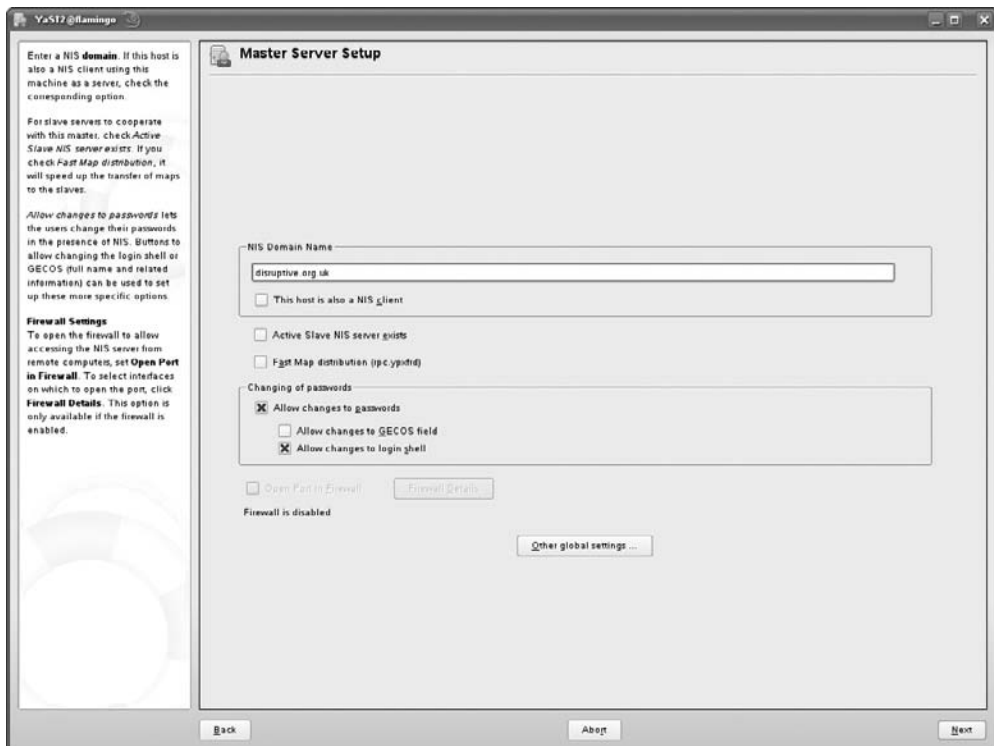 YaST2@flamingo
Enter a NIS domain. If this host is
also a NIS client using this
machine as a server, check the
corresponding option.
For slave servers to cooperate
with this master, check Active
Slave NIS server exists. If you
check Fast Map distribution, it
will speed up the transfer of maps
to the slaves.
Allow changes to passwords lets
the users change their passwords
in the presence of NIS. Buttons to
allow changing the login shell or
GECOS (full name and related
information) can be used to set
up these more specific options.
Firewall Settings
To open the firewall to allow
accessing the NIS server from
remote computers, set Open Port
in Firewall. To select interfaces
on which to open the port, click
Firewall Details. This option is
only available if the firewall is
enabled.
Master Server Setup
NIS Domain Name
disruptive.org.uk
This host is also a NIS client
Active Slave NIS server exists
Fast Map distribution (rpc.ypxfrd)
Changing of passwords
Allow changes to passwords
Allow changes to GECOS field
Allow changes to login shell
Open Port in Firewall
Firewall Details
Firewall is disabled
Other global settings ...
Back
Abort
Next